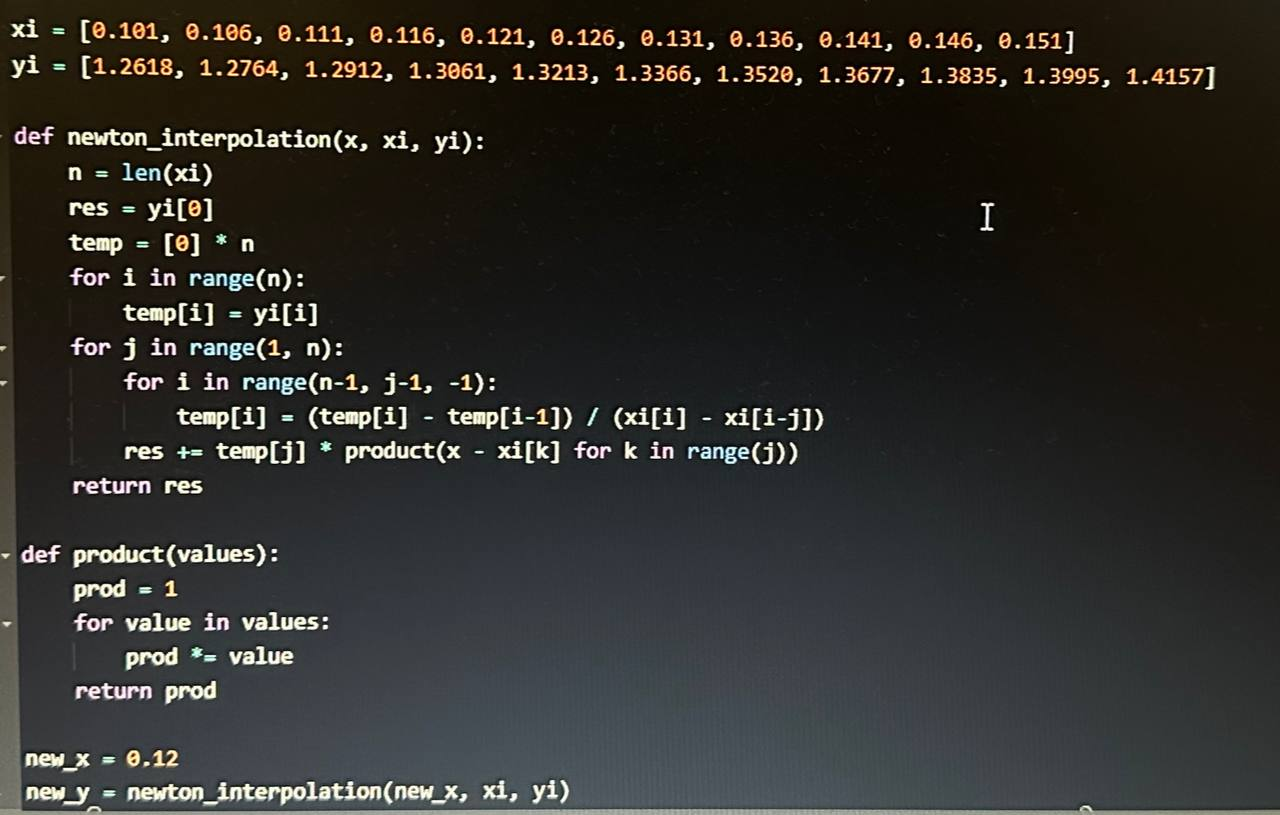 xi = [0.101, 0.106, 0.111, 0.116, 0.121, 0.126, 0.131, 0.136, 0.141, 0.146, 0.151]
yi = [1.2618, 1.2764, 1.2912, 1.3061, 1.3213, 1.3366, 1.3520, 1.3677, 1.3835, 1.3995, 1.4157]

def newton_interpolation(x, xi, yi):
    n = len(xi)
    res = yi[0]
    temp = [0] * n
    for i in range(n):
        temp[i] = yi[i]
    for j in range(1, n):
        for i in range(n-1, j-1, -1):
            temp[i] = (temp[i] - temp[i-1]) / (xi[i] - xi[i-j])
        res += temp[j] * product(x - xi[k] for k in range(j))
    return res

def product(values):
    prod = 1
    for value in values:
        prod *= value
    return prod

new_x = 0.12
new_y = newton_interpolation(new_x, xi, yi)